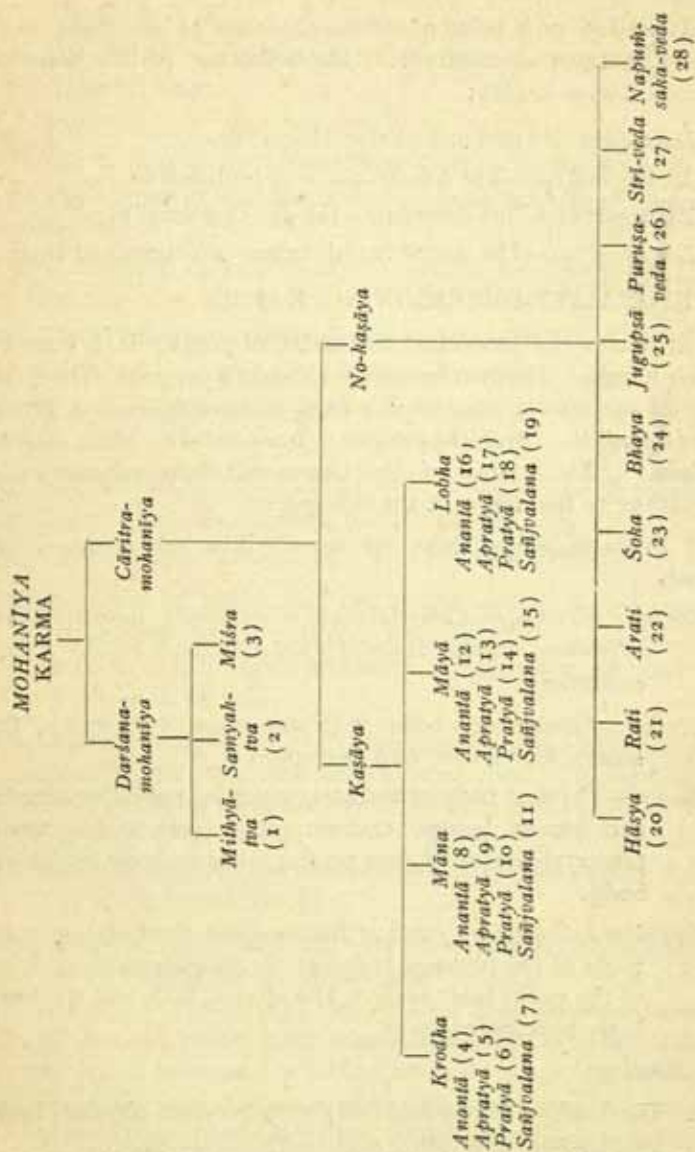 MOHANĪYA
KARMA
Darśana-
mohanīya
Cāritra-
mohanīya
Mithyā-
tva
(1)
Samyah-
tva
(2)
Miśra
(3)
Kaṣāya
No-kaṣāya
Krodha
Anantā (4)
Apratyā (5)
Pratyā (6)
Sañjvalana (7)
Māna
Anantā (8)
Apratyā (9)
Pratyā (10)
Sañjvalana (11)
Māyā
Anantā (12)
Apratyā (13)
Pratyā (14)
Sañjvalana (15)
Lobha
Anantā (16)
Apratyā (17)
Pratyā (18)
Sañjvalana (19)
Hāsya
(20)
Rati
(21)
Arati
(22)
Śoka
(23)
Bhaya
(24)
Jugupsā
(25)
Puruṣa-
veda (26)
Strī-veda
(27)
Napuṁ-
saka-veda
(28)